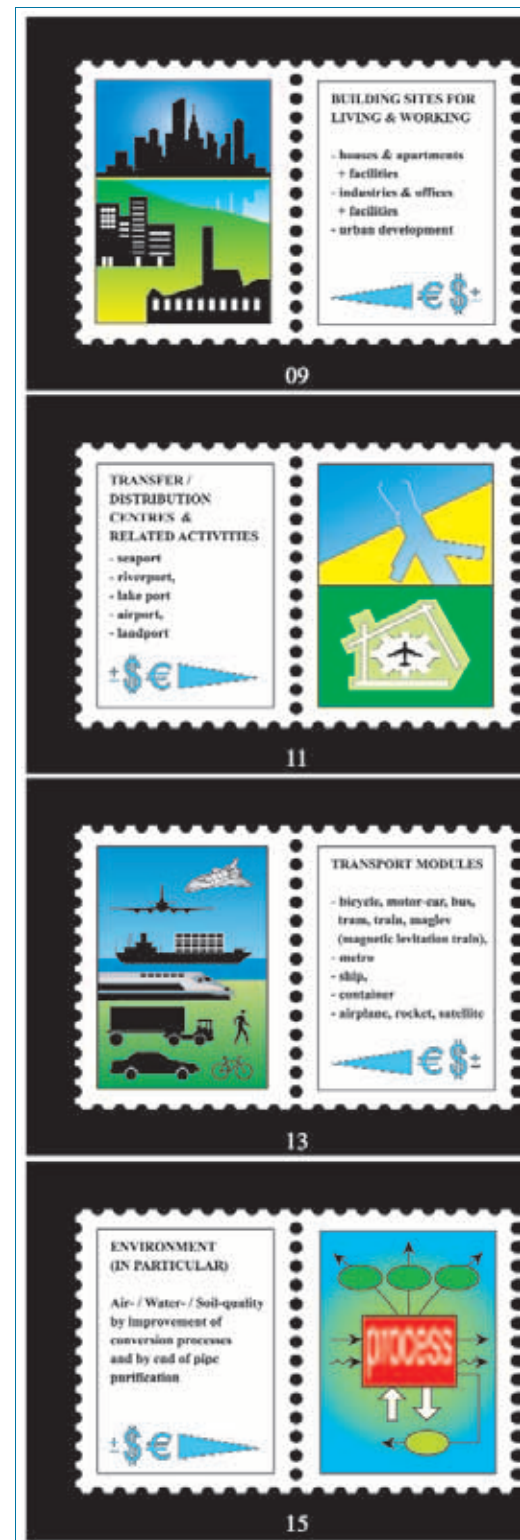 BUILDING SITES FOR
LIVING & WORKING
- houses & apartments
+ facilities
- industries & offices
+ facilities
- urban development
€ $ ±
09
TRANSFER /
DISTRIBUTION
CENTRES &
RELATED ACTIVITIES
- seaport
- riverport,
- lake port
- airport,
- landport
± $ €
11
TRANSPORT MODULES
- bicycle, motor-car, bus,
tram, train, maglev
(magnetic levitation train),
- metro
- ship,
- container
- airplane, rocket, satellite
€ $ ±
13
ENVIRONMENT
(IN PARTICULAR)
Air- / Water- / Soil-quality
by improvement of
conversion processes
and by end of pipe
purification
± $ €
process
15